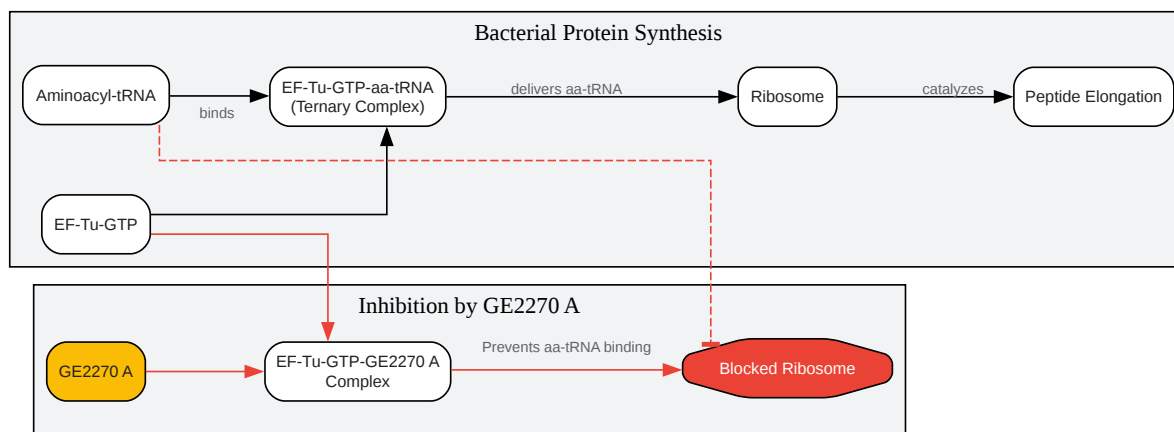 Bacterial Protein Synthesis
Aminoacyl-tRNA
binds
EF-Tu-GTP-aa-tRNA
(Ternary Complex)
delivers aa-tRNA
Ribosome
catalyzes
Peptide Elongation
EF-Tu-GTP
Inhibition by GE2270 A
GE2270 A
EF-Tu-GTP-GE2270 A
Complex
Prevents aa-tRNA binding
Blocked Ribosome